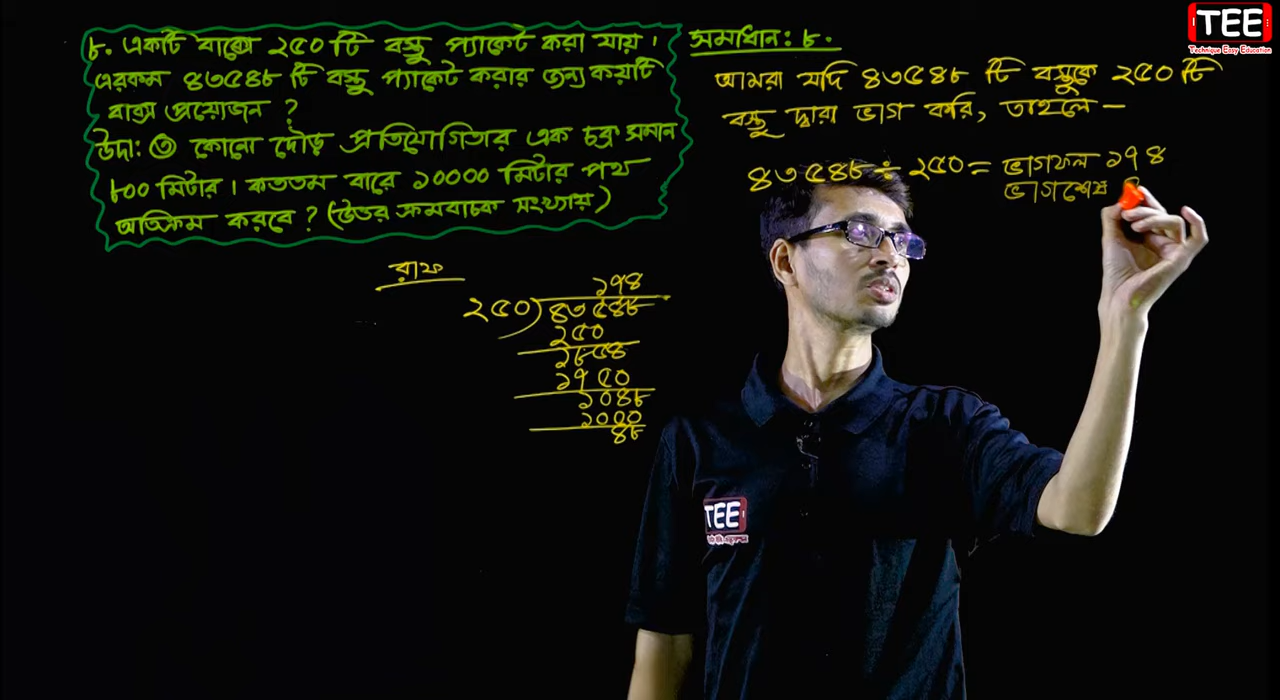 ৮. একটি বাক্সে ২৫০ টি বস্তু প্যাকেট করা যায়।
এরকম ৪৩৫৪৮ টি বস্তু প্যাকেট করার জন্য কয়টি
বাক্স প্রয়োজন ?
উদা: ৩ কোনো দৌড় প্রতিযোগিতার এক চক্র সমান
৮০০ মিটার। কততম বারে ১০০০০ মিটার পথ
অতিক্রম করবে ? (উত্তর ক্রমবাচক সংখ্যায়)
সমাধান: ৮.
আমরা যদি ৪৩৫৪৮ টি বস্তুকে ২৫০ টি
বস্তু দ্বারা ভাগ করি, তাহলে —
৪৩৫৪৮ ÷ ২৫০ = ভাগফল ১৭৪
ভাগশেষ
রাফ
১৭৪
২৫০) ৪৩৫৪৮
২৫০
১৮৫৪
১৭৫০
১০৪৮
১০০০
৪৮
TEE
Technique Easy Education
TEE